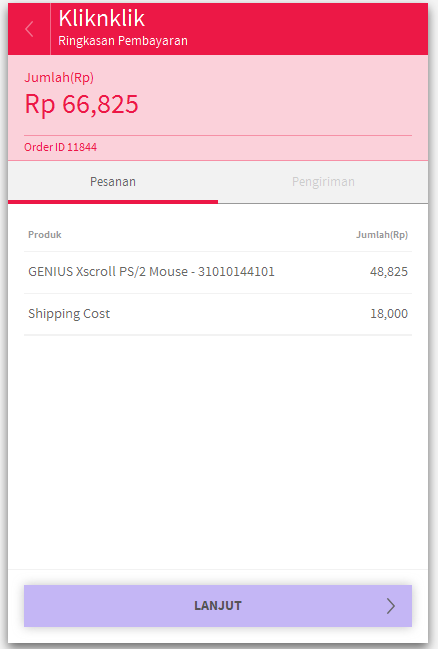 Kliknklik
Ringkasan Pembayaran
Jumlah(Rp)
Rp 66,825
Order ID 11844
Pesanan
Pengiriman
Produk Jumlah(Rp)
GENIUS Xscroll PS/2 Mouse - 31010144101 48,825
Shipping Cost 18,000
LANJUT